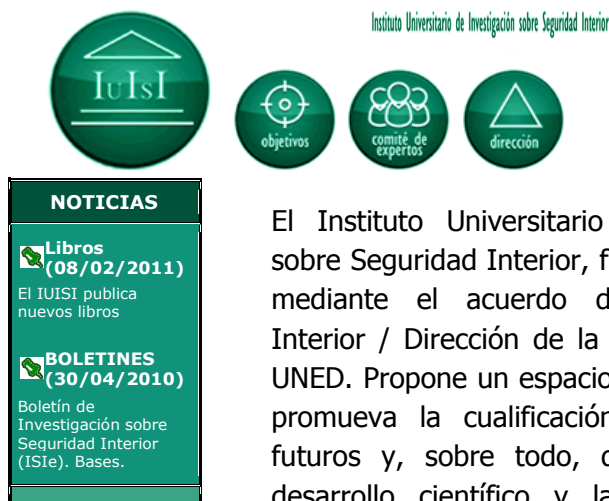 Instituto Universitario de Investigación sobre Seguridad Interior
IUISI
objetivos
comité de
expertos
dirección
NOTICIAS
Libros
(08/02/2011)
El IUISI publica
nuevos libros
BOLETINES
(30/04/2010)
Boletín de
Investigación sobre
Seguridad Interior
(ISIe). Bases.
El Instituto Universitario
sobre Seguridad Interior, f
mediante el acuerdo d
Interior / Dirección de la
UNED. Propone un espacio
promueva la cualificación
futuros y, sobre todo,
desarrollo científico y la